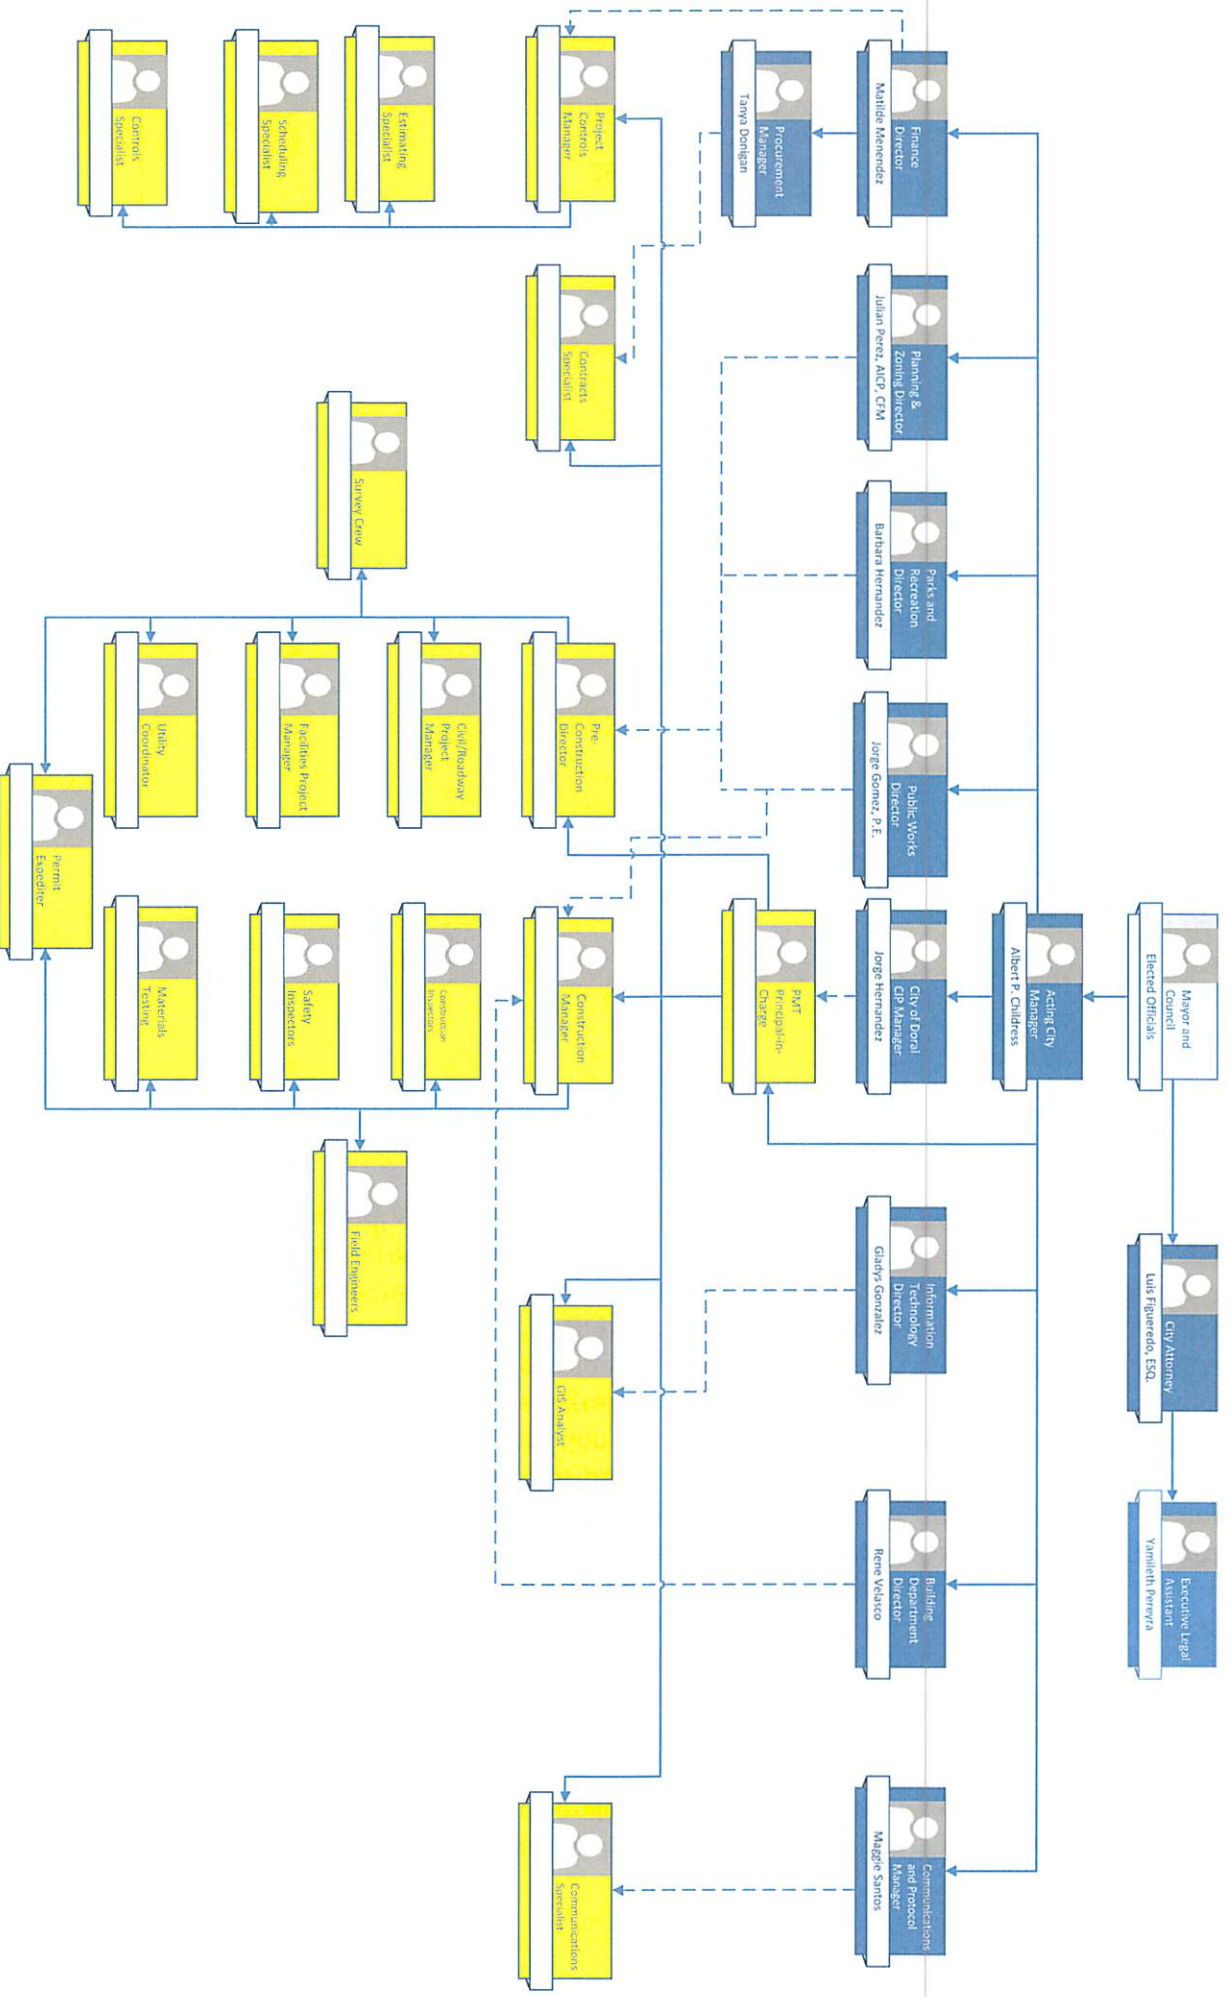 Mayor and
Council
Elected Officials
City Attorney
Luis Figueredo, ESQ.
Executive Legal
Assistant
Yamileth Pereyra
Acting City
Manager
Albert P. Childress
Finance
Director
Matilde Menendez
Planning &
Zoning Director
Julian Perez, AICP, CFM
Parks and
Recreation
Director
Barbara Hernandez
Public Works
Director
Jorge Gomez, P.E.
City of Doral
CIP Manager
Jorge Hernandez
Information
Technology
Director
Gladys Gonzalez
Building
Department
Director
Rene Velasco
Communications
and Protocol
Manager
Maggie Santos
Procurement
Manager
Tanya Donigan
PMT
Principal-in-
Charge
Project
Controls
Manager
Contracts
Specialist
Pre-
Construction
Director
Construction
Manager
GIS Analyst
Communications
Specialist
Estimating
Specialist
Scheduling
Specialist
Controls
Specialist
Survey Crew
Civil/Roadway
Project
Manager
Facilities Project
Manager
Utility
Coordinator
Permit
Expediter
Construction
Inspectors
Safety
Inspectors
Materials
Testing
Field Engineers